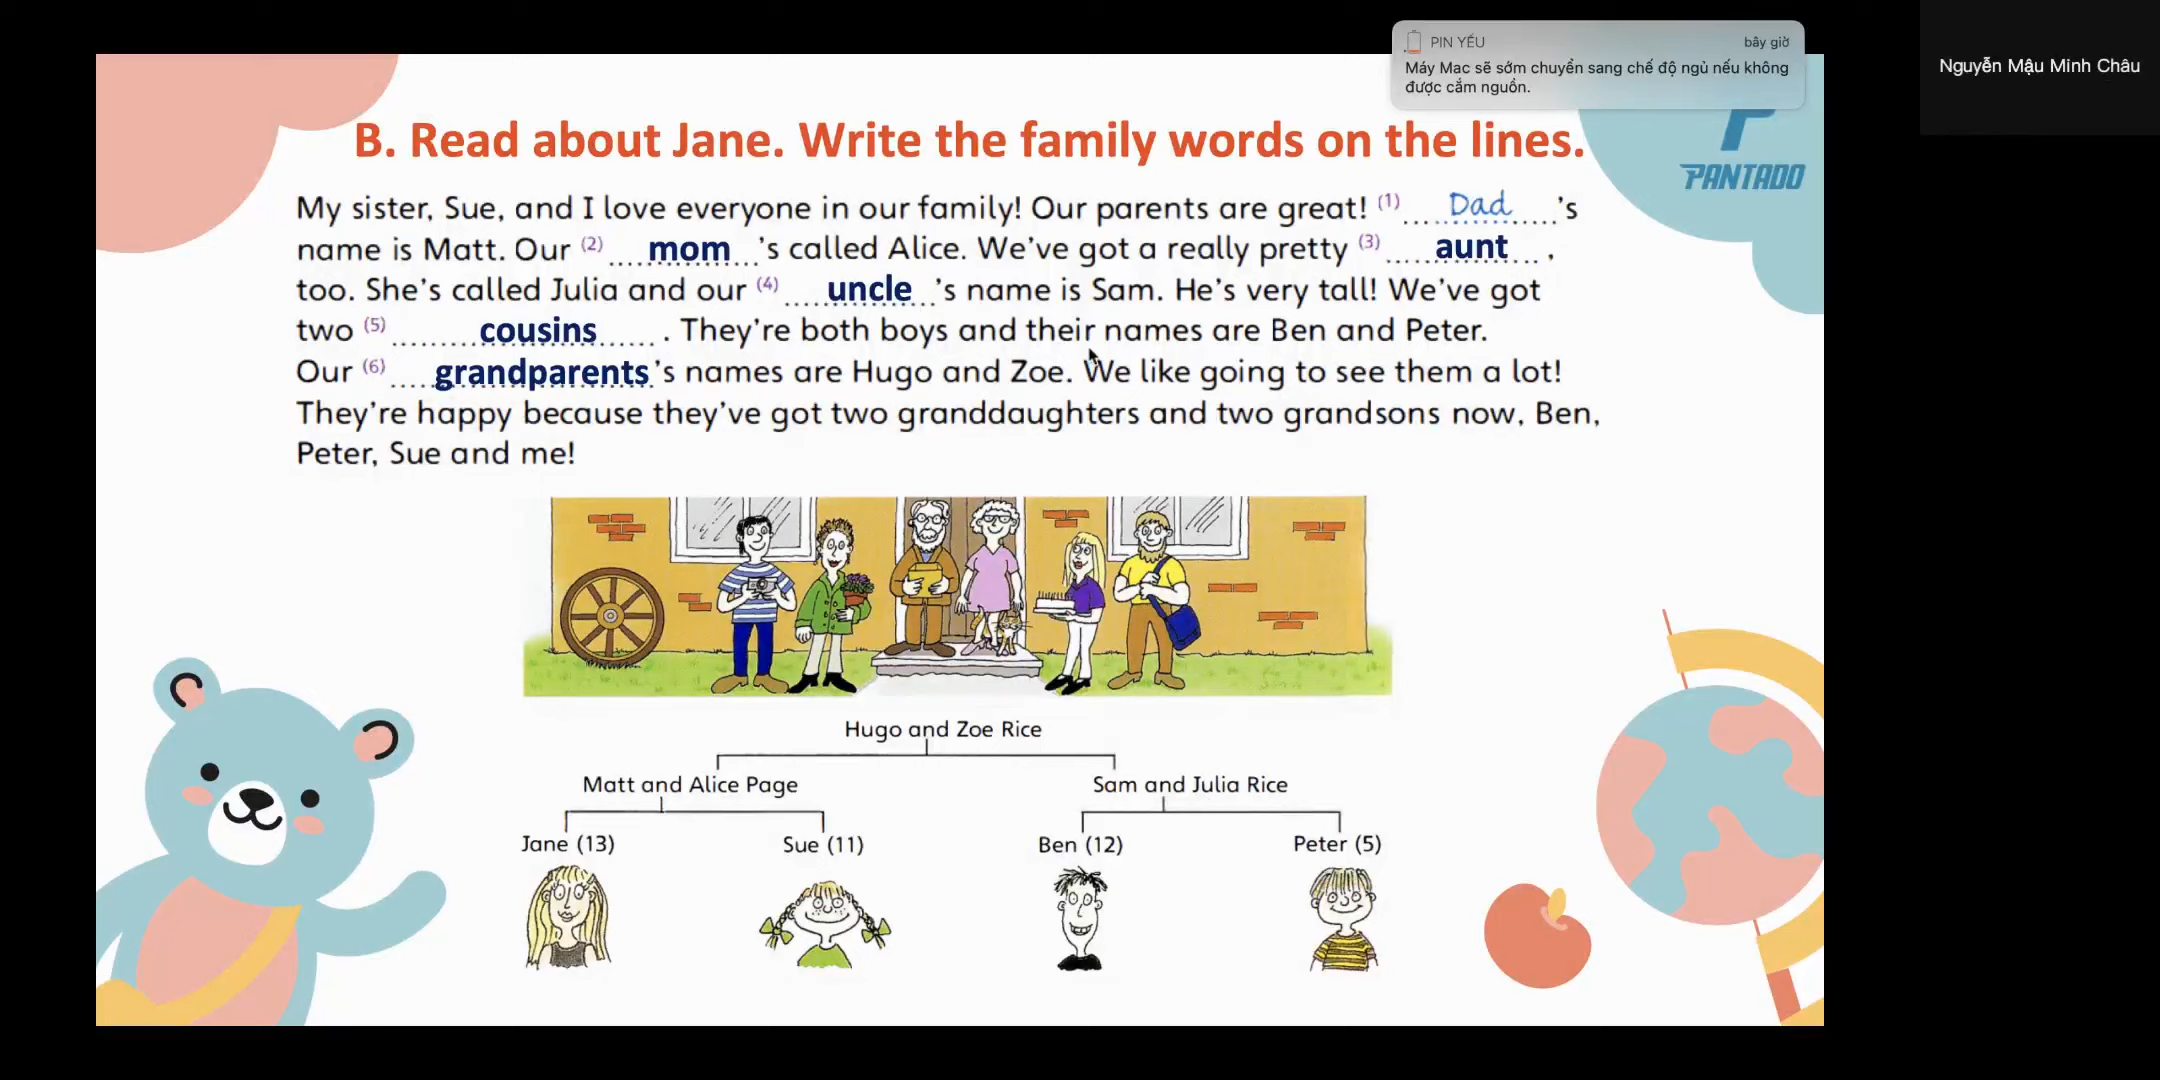 PIN YẾU bây giờ
Máy Mac sẽ sớm chuyển sang chế độ ngủ nếu không
được cắm nguồn.
Nguyễn Mậu Minh Châu
B. Read about Jane. Write the family words on the lines.
PANTADO
My sister, Sue, and I love everyone in our family! Our parents are great! (1) Dad 's
name is Matt. Our (2) mom 's called Alice. We've got a really pretty (3) aunt ,
too. She's called Julia and our (4) uncle 's name is Sam. He's very tall! We've got
two (5) cousins . They're both boys and their names are Ben and Peter.
Our (6) grandparents 's names are Hugo and Zoe. We like going to see them a lot!
They're happy because they've got two granddaughters and two grandsons now, Ben,
Peter, Sue and me!
Hugo and Zoe Rice
Matt and Alice Page Sam and Julia Rice
Jane (13) Sue (11) Ben (12) Peter (5)